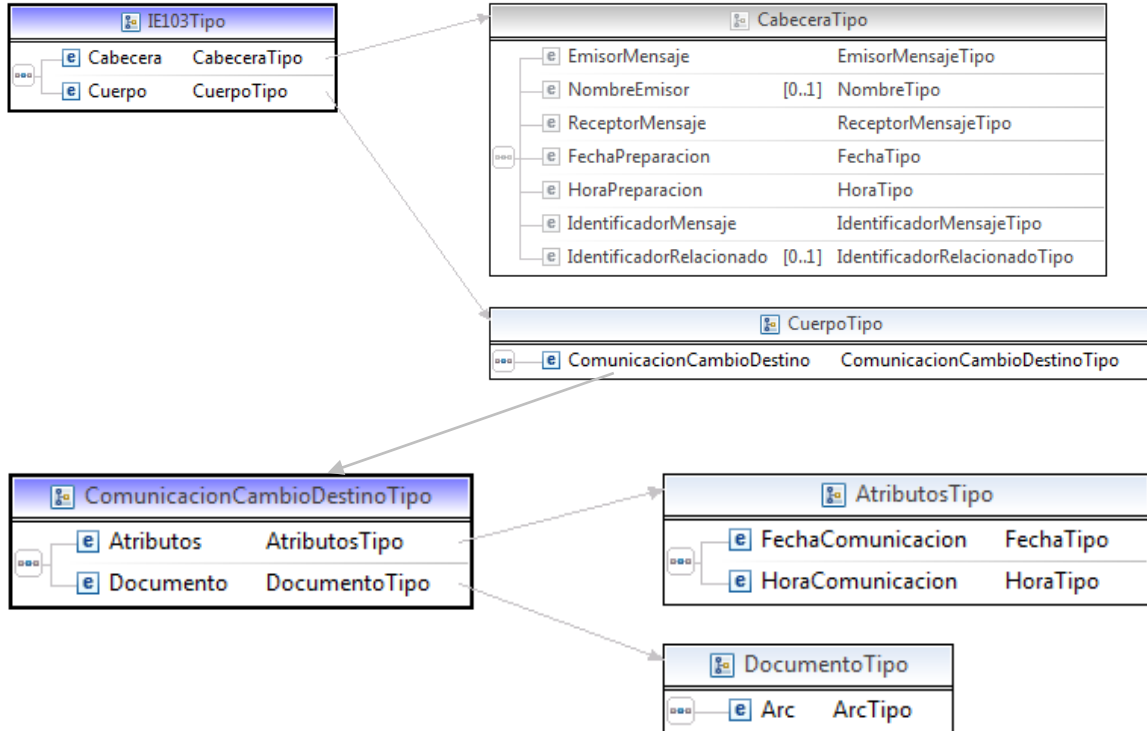 IE103Tipo
e Cabecera CabeceraTipo
e Cuerpo CuerpoTipo
CabeceraTipo
e EmisorMensaje EmisorMensajeTipo
e NombreEmisor [0..1] NombreTipo
e ReceptorMensaje ReceptorMensajeTipo
e FechaPreparacion FechaTipo
e HoraPreparacion HoraTipo
e IdentificadorMensaje IdentificadorMensajeTipo
e IdentificadorRelacionado [0..1] IdentificadorRelacionadoTipo
CuerpoTipo
e ComunicacionCambioDestino ComunicacionCambioDestinoTipo
ComunicacionCambioDestinoTipo
e Atributos AtributosTipo
e Documento DocumentoTipo
AtributosTipo
e FechaComunicacion FechaTipo
e HoraComunicacion HoraTipo
DocumentoTipo
e Arc ArcTipo